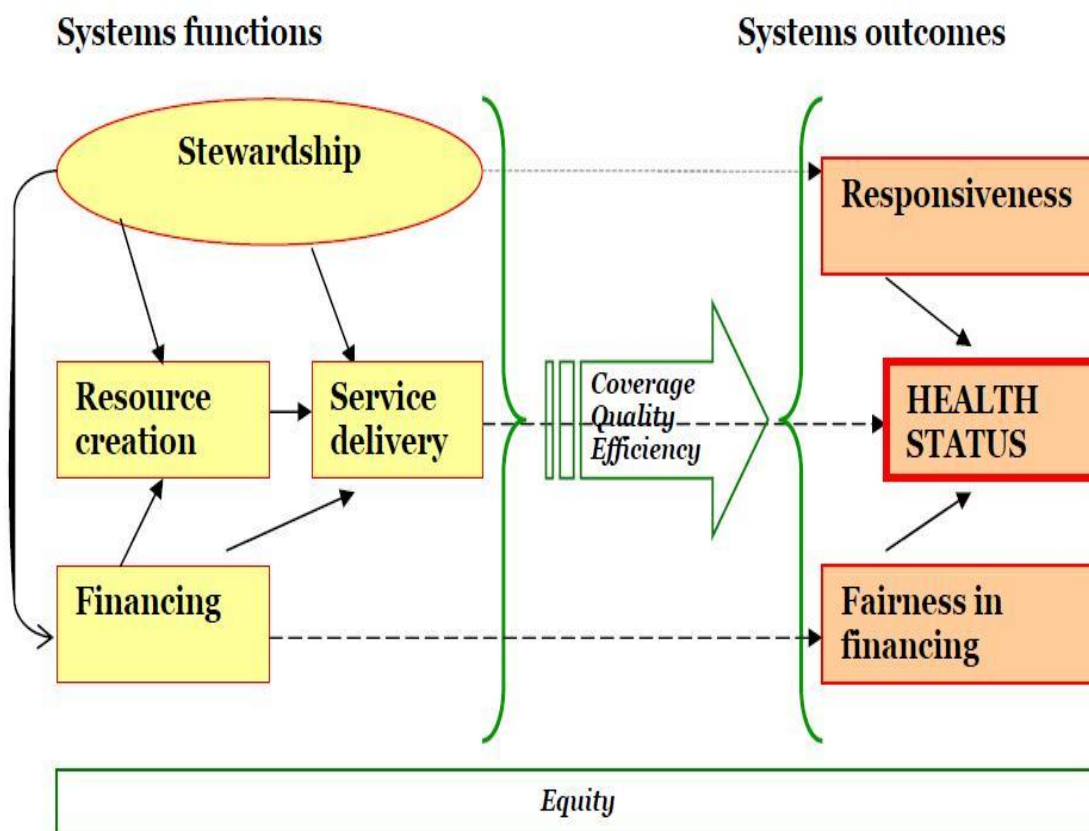 Systems functions
Systems outcomes
Stewardship
Responsiveness
Resource
creation
Service
delivery
Coverage
Quality
Efficiency
HEALTH
STATUS
Financing
Fairness in
financing
Equity